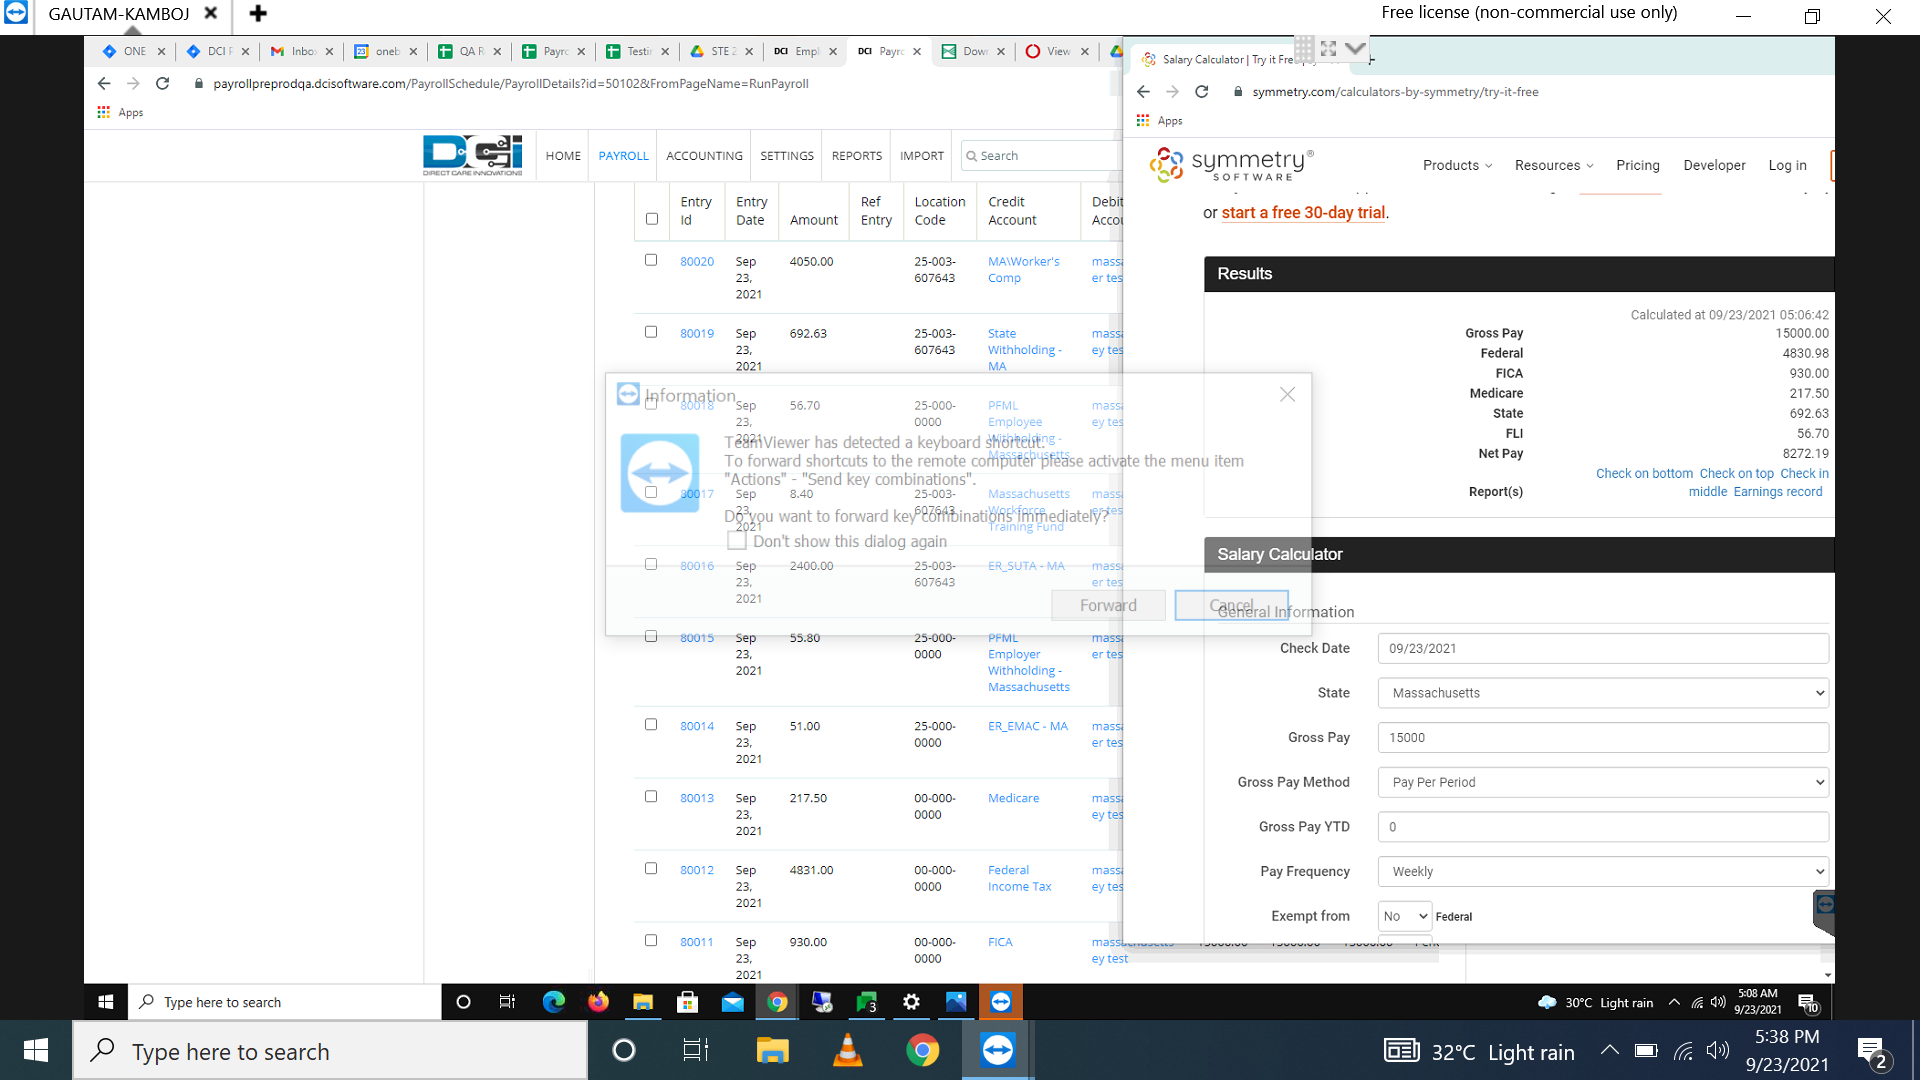 GAUTAM-KAMBOJ
Free license (non-commercial use only)
ONE
DCI F
Inbo
oneb
QA R
Payro
Testin
STE 2
DCI Empl
DCI Payro
Down
View
payrollpreprodqa.dcisoftware.com/PayrollSchedule/PayrollDetails?id=50102&FromPageName=RunPayroll
Apps
DCI
DIRECT CARE INNOVATIONS
HOME PAYROLL ACCOUNTING SETTINGS REPORTS IMPORT
Search
Entry Id
Entry Date
Amount
Ref Entry
Location Code
Credit Account
Debit Accou
80020 Sep 23, 2021 4050.00 25-003-607643 MA\Worker's Comp massa er tes
80019 Sep 23, 2021 692.63 25-003-607643 State Withholding - MA massa ey tes
80018 Sep 23, 2021 56.70 25-000-0000 PFML Employee Withholding - Massachusetts massa ey tes
80017 Sep 23, 2021 8.40 25-003-607643 Massachusetts Workforce Training Fund massa er tes
80016 Sep 23, 2021 2400.00 25-003-607643 ER_SUTA - MA massa er tes
80015 Sep 23, 2021 55.80 25-000-0000 PFML Employer Withholding - Massachusetts massa er tes
80014 Sep 23, 2021 51.00 25-000-0000 ER_EMAC - MA massa er tes
80013 Sep 23, 2021 217.50 00-000-0000 Medicare massa ey tes
80012 Sep 23, 2021 4831.00 00-000-0000 Federal Income Tax massa ey tes
80011 Sep 23, 2021 930.00 00-000-0000 FICA massachusetts ey test
Information
TeamViewer has detected a keyboard shortcut.
To forward shortcuts to the remote computer please activate the menu item
"Actions" - "Send key combinations".
Do you want to forward key combinations immediately?
Don't show this dialog again
Forward
Cancel
Salary Calculator | Try it Free
symmetry.com/calculators-by-symmetry/try-it-free
Apps
symmetry®
SOFTWARE
Products
Resources
Pricing
Developer
Log in
or start a free 30-day trial.
Results
Calculated at 09/23/2021 05:06:42
Gross Pay 15000.00
Federal 4830.98
FICA 930.00
Medicare 217.50
State 692.63
FLI 56.70
Net Pay 8272.19
Report(s) Check on bottom Check on top Check in
middle Earnings record
Salary Calculator
General Information
Check Date 09/23/2021
State Massachusetts
Gross Pay 15000
Gross Pay Method Pay Per Period
Gross Pay YTD 0
Pay Frequency Weekly
Exempt from No Federal
Type here to search
3
30°C Light rain
5:08 AM
9/23/2021
10
Type here to search
32°C Light rain
5:38 PM
9/23/2021
2